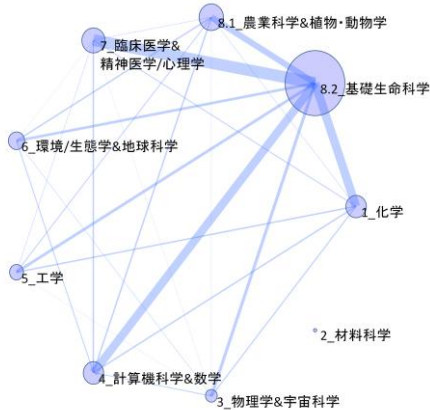 8.1_農業科学&植物・動物学
7_臨床医学&
精神医学/心理学
8.2_基礎生命科学
6_環境/生態学&地球科学
1_化学
5_工学
2_材料科学
4_計算機科学&数学
3_物理学&宇宙科学